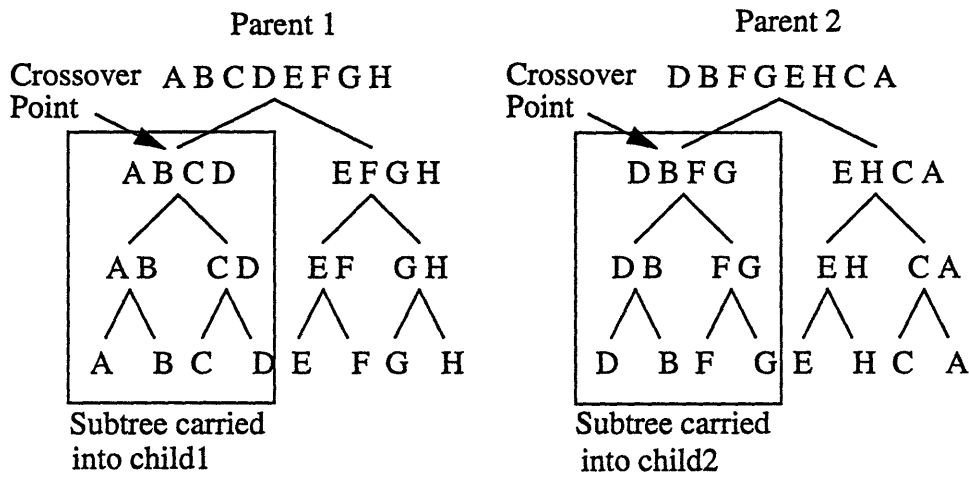 Parent 1
Crossover Point
A B C D E F G H
A B C D
E F G H
A B
C D
E F
G H
A
B
C
D
E
F
G
H
Subtree carried
into child1
Parent 2
Crossover Point
D B F G E H C A
D B F G
E H C A
D B
F G
E H
C A
D
B
F
G
E
H
C
A
Subtree carried
into child2